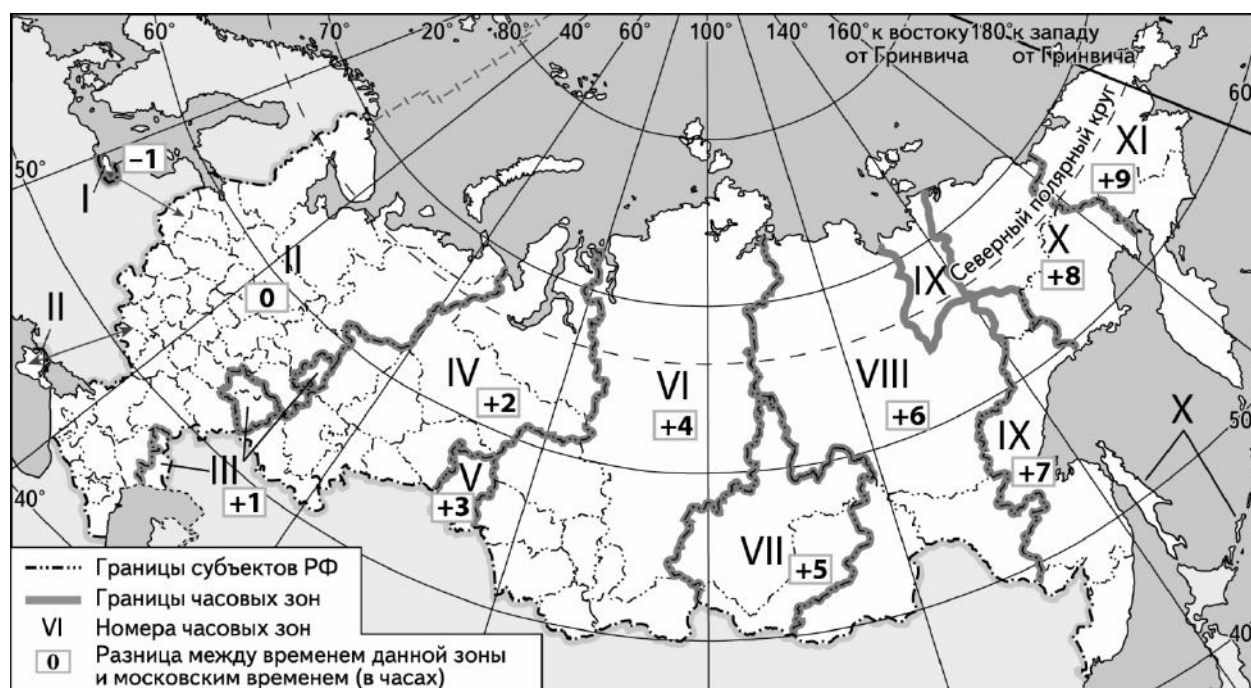 60° 70° 20° 80° 40° 60° 100° 140° 160° к востоку 180° к западу
от Гринвича от Гринвича
60°
Северный полярный круг
XI
+9
–1
50°
I
X
+8
II
IX
0
II
IV
+2
VI
+4
VIII
+6
X
50°
IX
+7
V
+3
III
+1
40°
VII
+5
40°
Границы субъектов РФ
Границы часовых зон
VI Номера часовых зон
0 Разница между временем данной зоны
и московским временем (в часах)